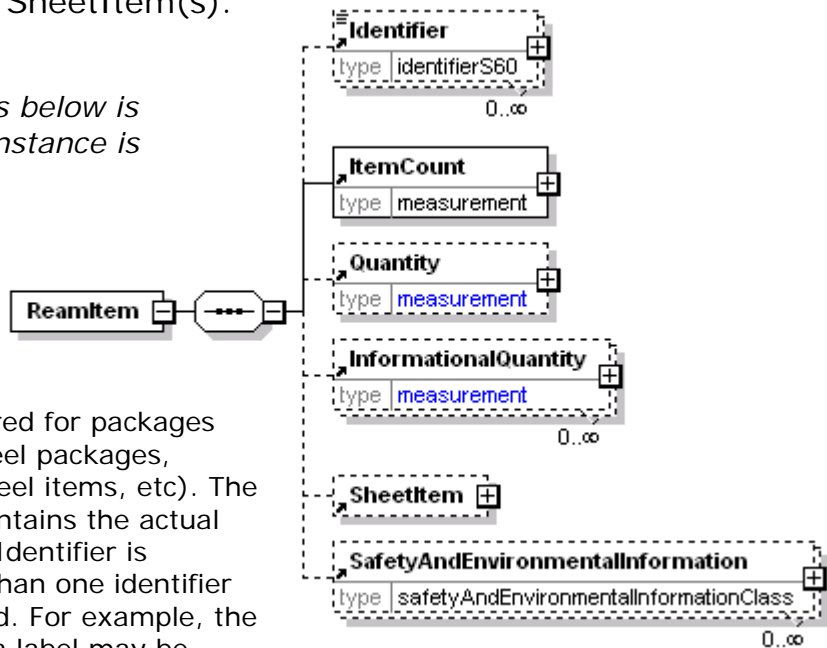 SheetItem(s).
s below is
nstance is
red for packages
eel packages,
eel items, etc). The
ntains the actual
Identifier is
han one identifier
d. For example, the
label may be
ReamItem
Identifier
type identifierS60
0..∞
ItemCount
type measurement
Quantity
type measurement
InformationalQuantity
type measurement
0..∞
SheetItem
SafetyAndEnvironmentalInformation
type safetyAndEnvironmentalInformationClass
0..∞